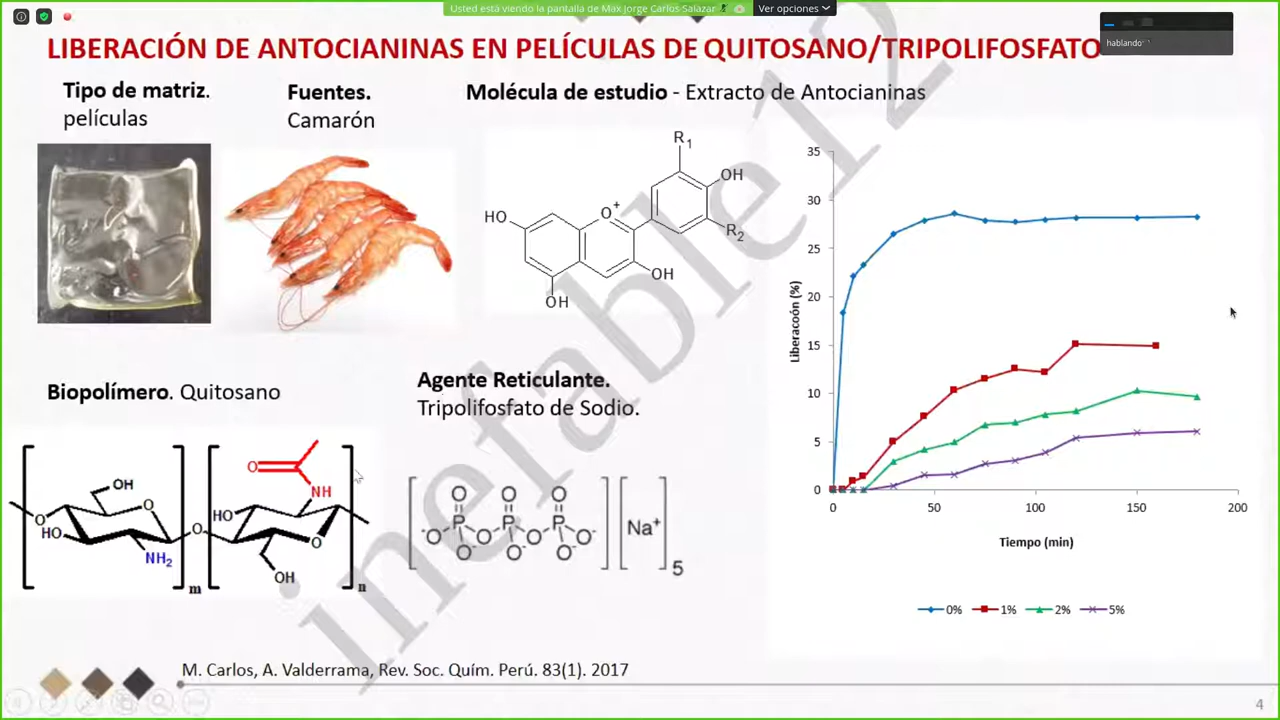 Usted está viendo la pantalla de Max Jorge Carlos Salazar
Ver opciones
hablando:
LIBERACIÓN DE ANTOCIANINAS EN PELÍCULAS DE QUITOSANO/TRIPOLIFOSFATO
Tipo de matriz.
películas
Fuentes.
Camarón
Molécula de estudio - Extracto de Antocianinas
R1
OH
HO
O+
R2
OH
OH
35
30
25
20
15
10
5
0
Liberacoón (%)
0
50
100
150
200
Tiempo (min)
0%
1%
2%
5%
Biopolímero. Quitosano
Agente Reticulante.
Tripolifosfato de Sodio.
OH
O
HO
O
NH2
m
O
HO
O
NH
O
OH
n
O O O
-O P O P O P O-
O- O- O-
Na+
5
inefable12
M. Carlos, A. Valderrama, Rev. Soc. Quím. Perú. 83(1). 2017
4